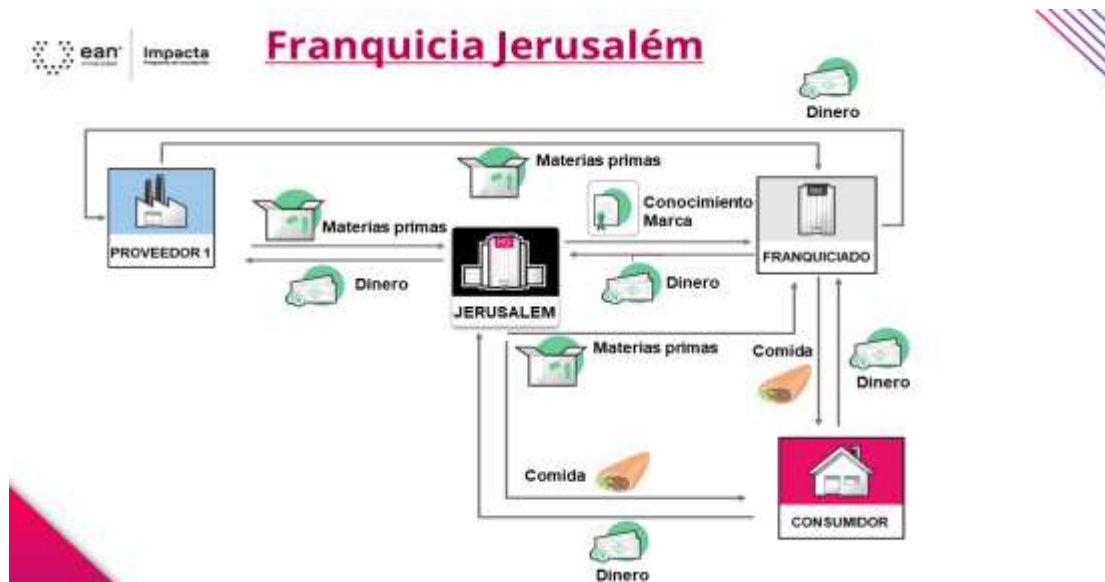 ean
Impacta
Franquicia Jerusalém
Dinero
Materias primas
Conocimiento
Marca
Materias primas
PROVEEDOR 1
FRANQUICIADO
Dinero
Dinero
JERUSALEM
Materias primas
Comida
Dinero
Comida
CONSUMIDOR
Dinero